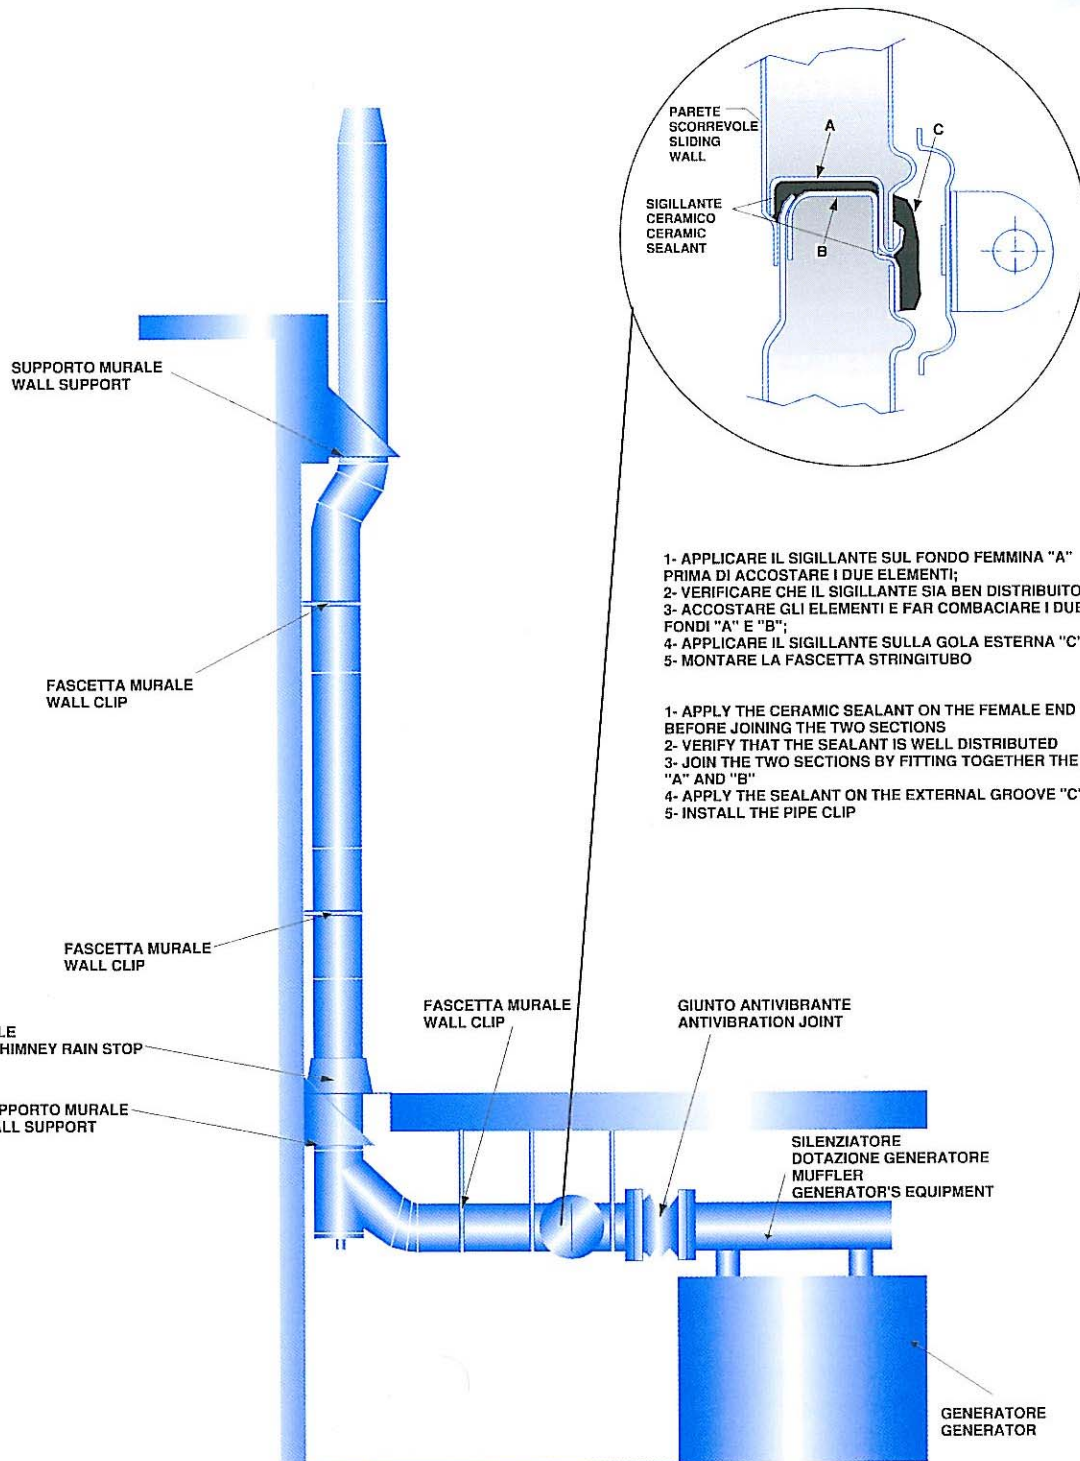 PARETE
SCORREVOLE
SLIDING
WALL
A
C
SIGILLANTE
CERAMICO
CERAMIC
SEALANT
B
SUPPORTO MURALE
WALL SUPPORT
1- APPLICARE IL SIGILLANTE SUL FONDO FEMMINA "A"
PRIMA DI ACCOSTARE I DUE ELEMENTI;
2- VERIFICARE CHE IL SIGILLANTE SIA BEN DISTRIBUITO
3- ACCOSTARE GLI ELEMENTI E FAR COMBACIARE I DUE
FONDI "A" E "B";
4- APPLICARE IL SIGILLANTE SULLA GOLA ESTERNA "C"
5- MONTARE LA FASCETTA STRINGITUBO
FASCETTA MURALE
WALL CLIP
1- APPLY THE CERAMIC SEALANT ON THE FEMALE END
BEFORE JOINING THE TWO SECTIONS
2- VERIFY THAT THE SEALANT IS WELL DISTRIBUTED
3- JOIN THE TWO SECTIONS BY FITTING TOGETHER THE
"A" AND "B"
4- APPLY THE SEALANT ON THE EXTERNAL GROOVE "C"
5- INSTALL THE PIPE CLIP
FASCETTA MURALE
WALL CLIP
FASCETTA MURALE
WALL CLIP
GIUNTO ANTIVIBRANTE
ANTIVIBRATION JOINT
LE
HIMNEY RAIN STOP
PPORTO MURALE
ALL SUPPORT
SILENZIATORE
DOTAZIONE GENERATORE
MUFFLER
GENERATOR'S EQUIPMENT
GENERATORE
GENERATOR